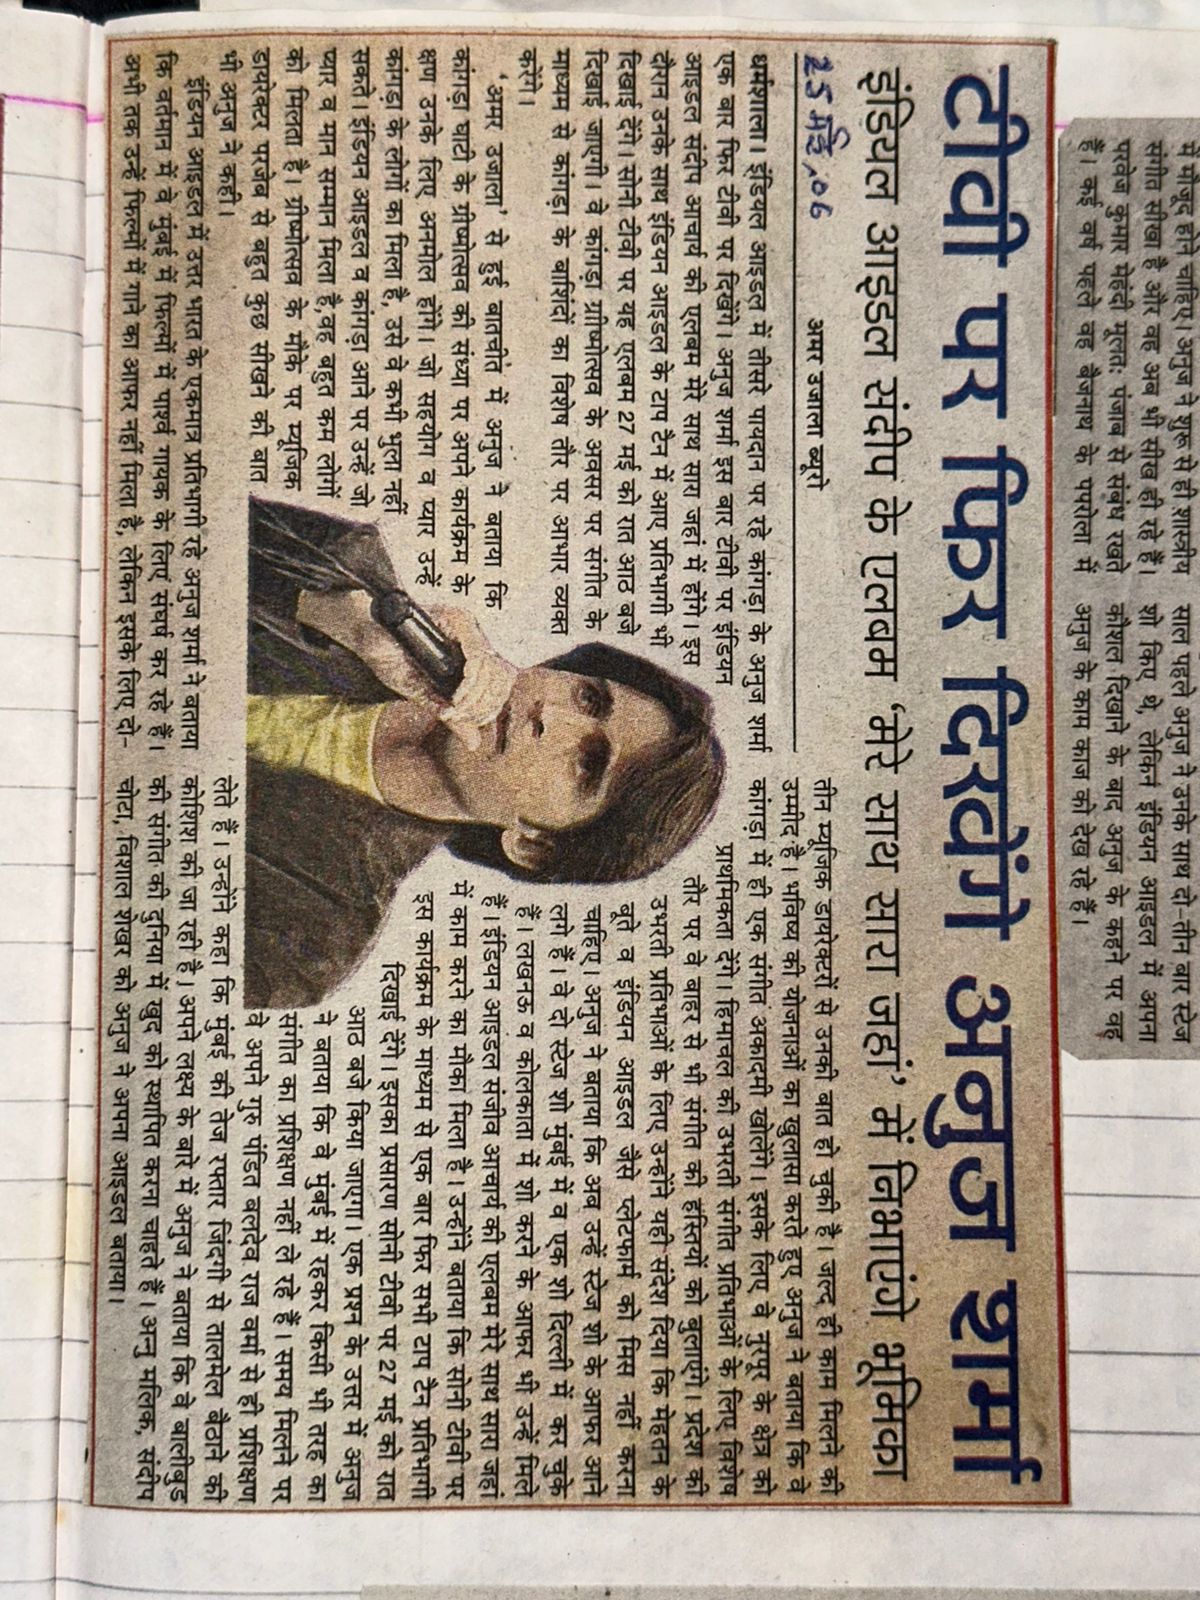 में मौजूद होने चाहिए। अनुज ने शुरू से ही शास्त्रीय
संगीत सीखा है और वह अब भी सीख ही रहे हैं।
परवेज कुमार मेहंदी मूलत: पंजाब से संबंध रखते
हैं। कई वर्ष पहले वह बैजनाथ के पपरोला में
साल पहले अनुज ने उनके साथ दो-तीन बार स्टेज
शो किए थे, लेकिन इंडियन आइडल में अपना
कौशल दिखाने के बाद अनुज के कहने पर वह
अनुज के काम काज को देख रहे हैं।
टीवी पर फिर दिखेंगे अनुज शर्मा
इंडियल आइडल संदीप के एलबम ‘मेरे साथ सारा जहां’ में निभाएंगे भूमिका
25 मई, 06
अमर उजाला ब्यूरो
धर्मशाला। इंडियल आइडल में तीसरे पायदान पर रहे कांगड़ा के अनुज शर्मा
एक बार फिर टीवी पर दिखेंगे। अनुज शर्मा इस बार टीवी पर इंडियन
आइडल संदीप आचार्य की एलबम मेरे साथ सारा जहां में होंगे। इस
दौरान उनके साथ इंडियन आइडल के टाप टैन में आए प्रतिभागी भी
दिखाई देंगे। सोनी टीवी पर यह एलबम 27 मई को रात आठ बजे
दिखाई जाएगी। वे कांगड़ा ग्राीष्मोत्सव के अवसर पर संगीत के
माध्यम से कांगड़ा के बाशिंदों का विशेष तौर पर आभार व्यक्त
करेंगे।
‘अमर उजाला’ से हुई बातचीत में अनुज ने बताया कि
कांगड़ा घाटी के ग्रीष्मोत्सव की संध्या पर अपने कार्यक्रम के
क्षण उनके लिए अनमोल होंगे। जो सहयोग व प्यार उन्हें
कांगड़ा के लोगों का मिला है, उसे वे कभी भुला नहीं
सकते। इंडियन आइडल व कांगड़ा आने पर उन्हें जो
प्यार व मान सम्मान मिला है,वह बहुत कम लोगों
को मिलता है। ग्रीष्मोत्सव के मौके पर म्यूजिक
डायरेक्टर परजेब से बहुत कुछ सीखने की बात
भी अनुज ने कही।
इंडियन आइडल में उत्तर भारत के एकमात्र प्रतिभागी रहे अनुज शर्मा ने बताया
कि वर्तमान में वे मुंबई में फिल्मों में पार्श्व गायक के लिए संघर्ष कर रहे हैं।
अभी तक उन्हें फिल्मों में गाने का आफर नहीं मिला है, लेकिन इसके लिए दो-
तीन म्यूजिक डायरेक्टरों से उनकी बात हो चुकी है। जल्द ही काम मिलने की
उम्मीद है। भविष्य की योजनाओं का खुलासा करते हुए अनुज ने बताया कि वे
कांगड़ा में ही एक संगीत अकादमी खोलेंगे। इसके लिए वे नुरपूर के क्षेत्र को
प्राथमिकता देंगे। हिमाचल की उभरती संगीत प्रतिभाओं के लिए विशेष
तौर पर वे बाहर से भी संगीत की हस्तियों को बुलाएंगे। प्रदेश की
उभरती प्रतिभाओं के लिए उन्होंने यही संदेश दिया कि मेहतन के
बूते व इंडियन आइडल जैसे प्लेटफार्म को मिस नहीं करना
चाहिए। अनुज ने बताया कि अब उन्हें स्टेज शो के आफर आने
लगे हैं। वे दो स्टेज शो मुंबई में व एक शो दिल्ली में कर चुके
हैं। लखनऊ व कोलकाता में शो करने के आफर भी उन्हें मिले
हैं। इंडियन आइडल संजीव आचार्य की एलबम मेरे साथ सारा जहां
में काम करने का मौका मिला है। उन्होंने बताया कि सोनी टीवी पर
इस कार्यक्रम के माध्यम से एक बार फिर सभी टाप टैन प्रतिभागी
दिखाई देंगे। इसका प्रसारण सोनी टीवी पर 27 मई को रात
आठ बजे किया जाएगा। एक प्रश्न के उत्तर में अनुज
ने बताया कि वे मुंबई में रहकर किसी भी तरह का
संगीत का प्रशिक्षण नहीं ले रहे हैं। समय मिलने पर
वे अपने गुरु पंडित बलदेव राज वर्मा से ही प्रशिक्षण
लेते हैं। उन्होंने कहा कि मुंबई की तेज रफ्तार जिंदगी से तालमेल बैठाने की
कोशिश की जा रही है। अपने लक्ष्य के बारे में अनुज ने बताया कि वे बालीबुड
की संगीत की दुनिया में खुद को स्थापित करना चाहते हैं। अन्नु मलिक, संदीप
चोटा, विशाल शेखर को अनुज ने अपना आइडल बताया।